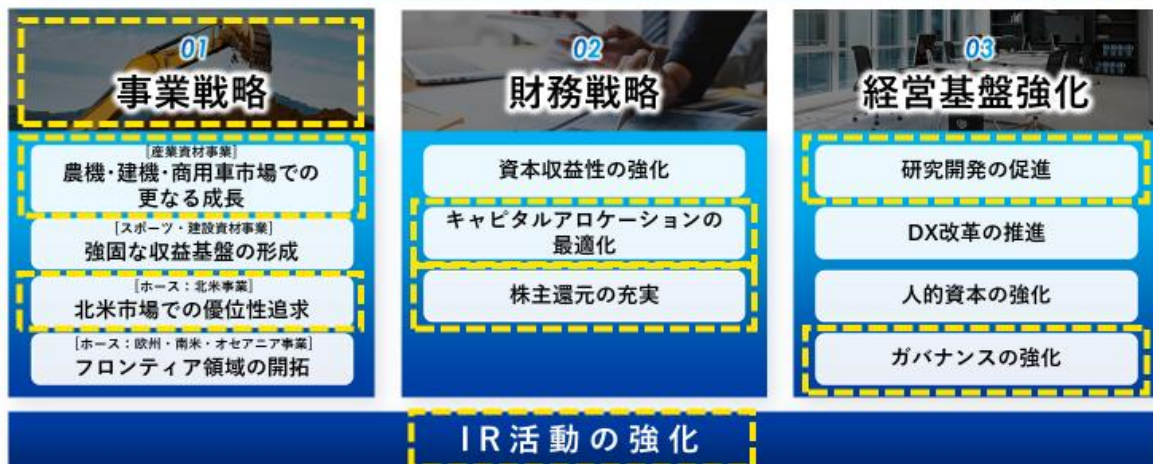 01
事業戦略
[産業資材事業]
農機・建機・商用車市場での
更なる成長
[スポーツ・建設資材事業]
強固な収益基盤の形成
[ホース：北米事業]
北米市場での優位性追求
[ホース：欧州・南米・オセアニア事業]
フロンティア領域の開拓
02
財務戦略
資本収益性の強化
キャピタルアロケーションの
最適化
株主還元の充実
03
経営基盤強化
研究開発の促進
DX改革の推進
人的資本の強化
ガバナンスの強化
IR活動の強化